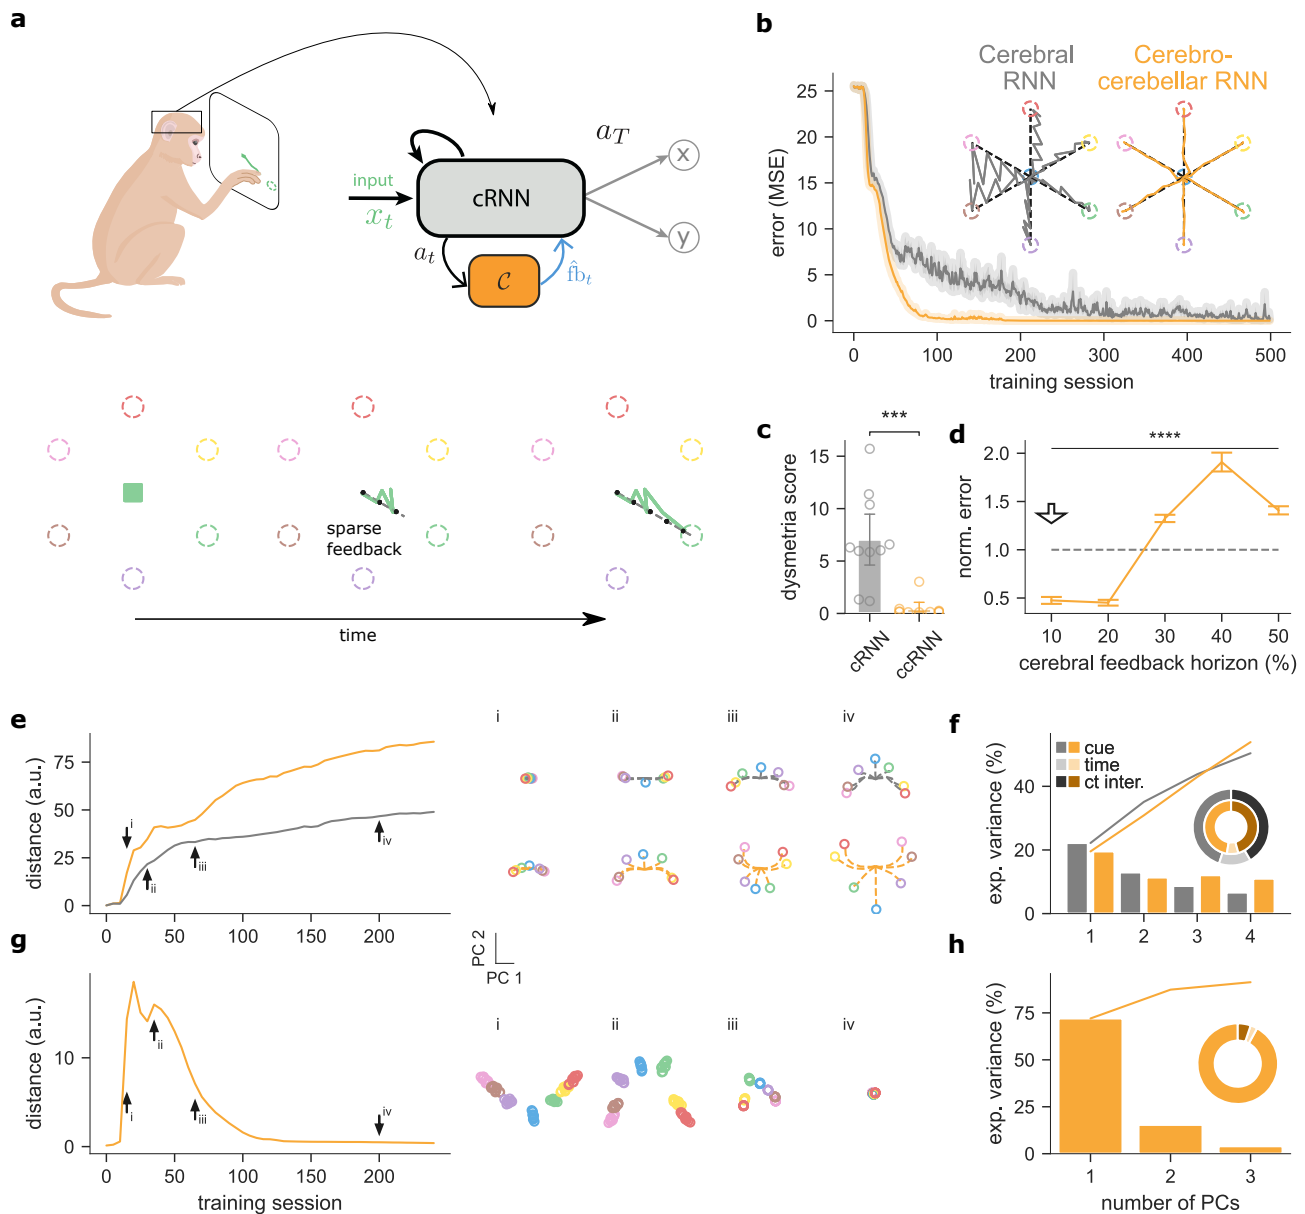 a
input
x_t
cRNN
a_T
x
y
a_t
C
f̂b_t
sparse
feedback
time
b
Cerebral
RNN
Cerebro-
cerebellar RNN
error (MSE)
25
20
15
10
5
0
0 100 200 300 400 500
training session
c
***
dysmetria score
15
10
5
0
cRNN
ccRNN
d
****
norm. error
2.0
1.5
1.0
0.5
10 20 30 40 50
cerebral feedback horizon (%)
e
distance (a.u.)
75
50
25
0
i
ii
iii
iv
0 50 100 150 200
i ii iii iv
PC 2
PC 1
f
exp. variance (%)
40
20
0
cue
time
ct inter.
1 2 3 4
g
distance (a.u.)
10
0
i
ii
iii
iv
0 50 100 150 200
training session
i ii iii iv
h
exp. variance (%)
75
50
25
0
1 2 3
number of PCs